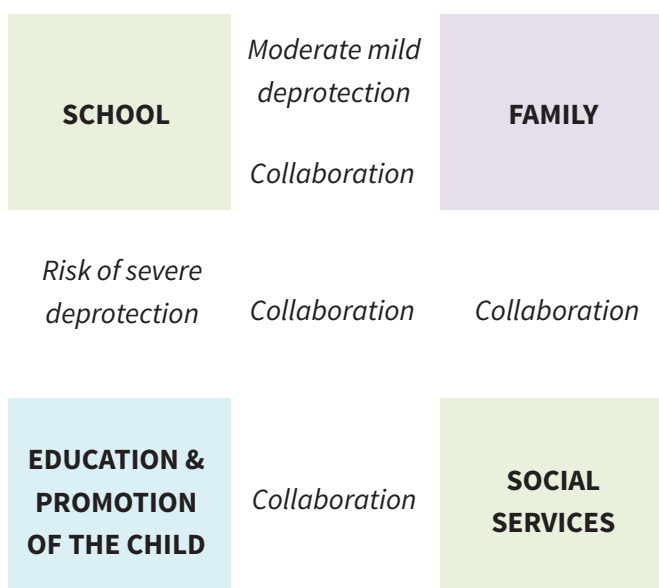 SCHOOL
Moderate mild
deprotection
Collaboration
FAMILY
Risk of severe
deprotection
Collaboration
Collaboration
EDUCATION &
PROMOTION
OF THE CHILD
Collaboration
SOCIAL
SERVICES